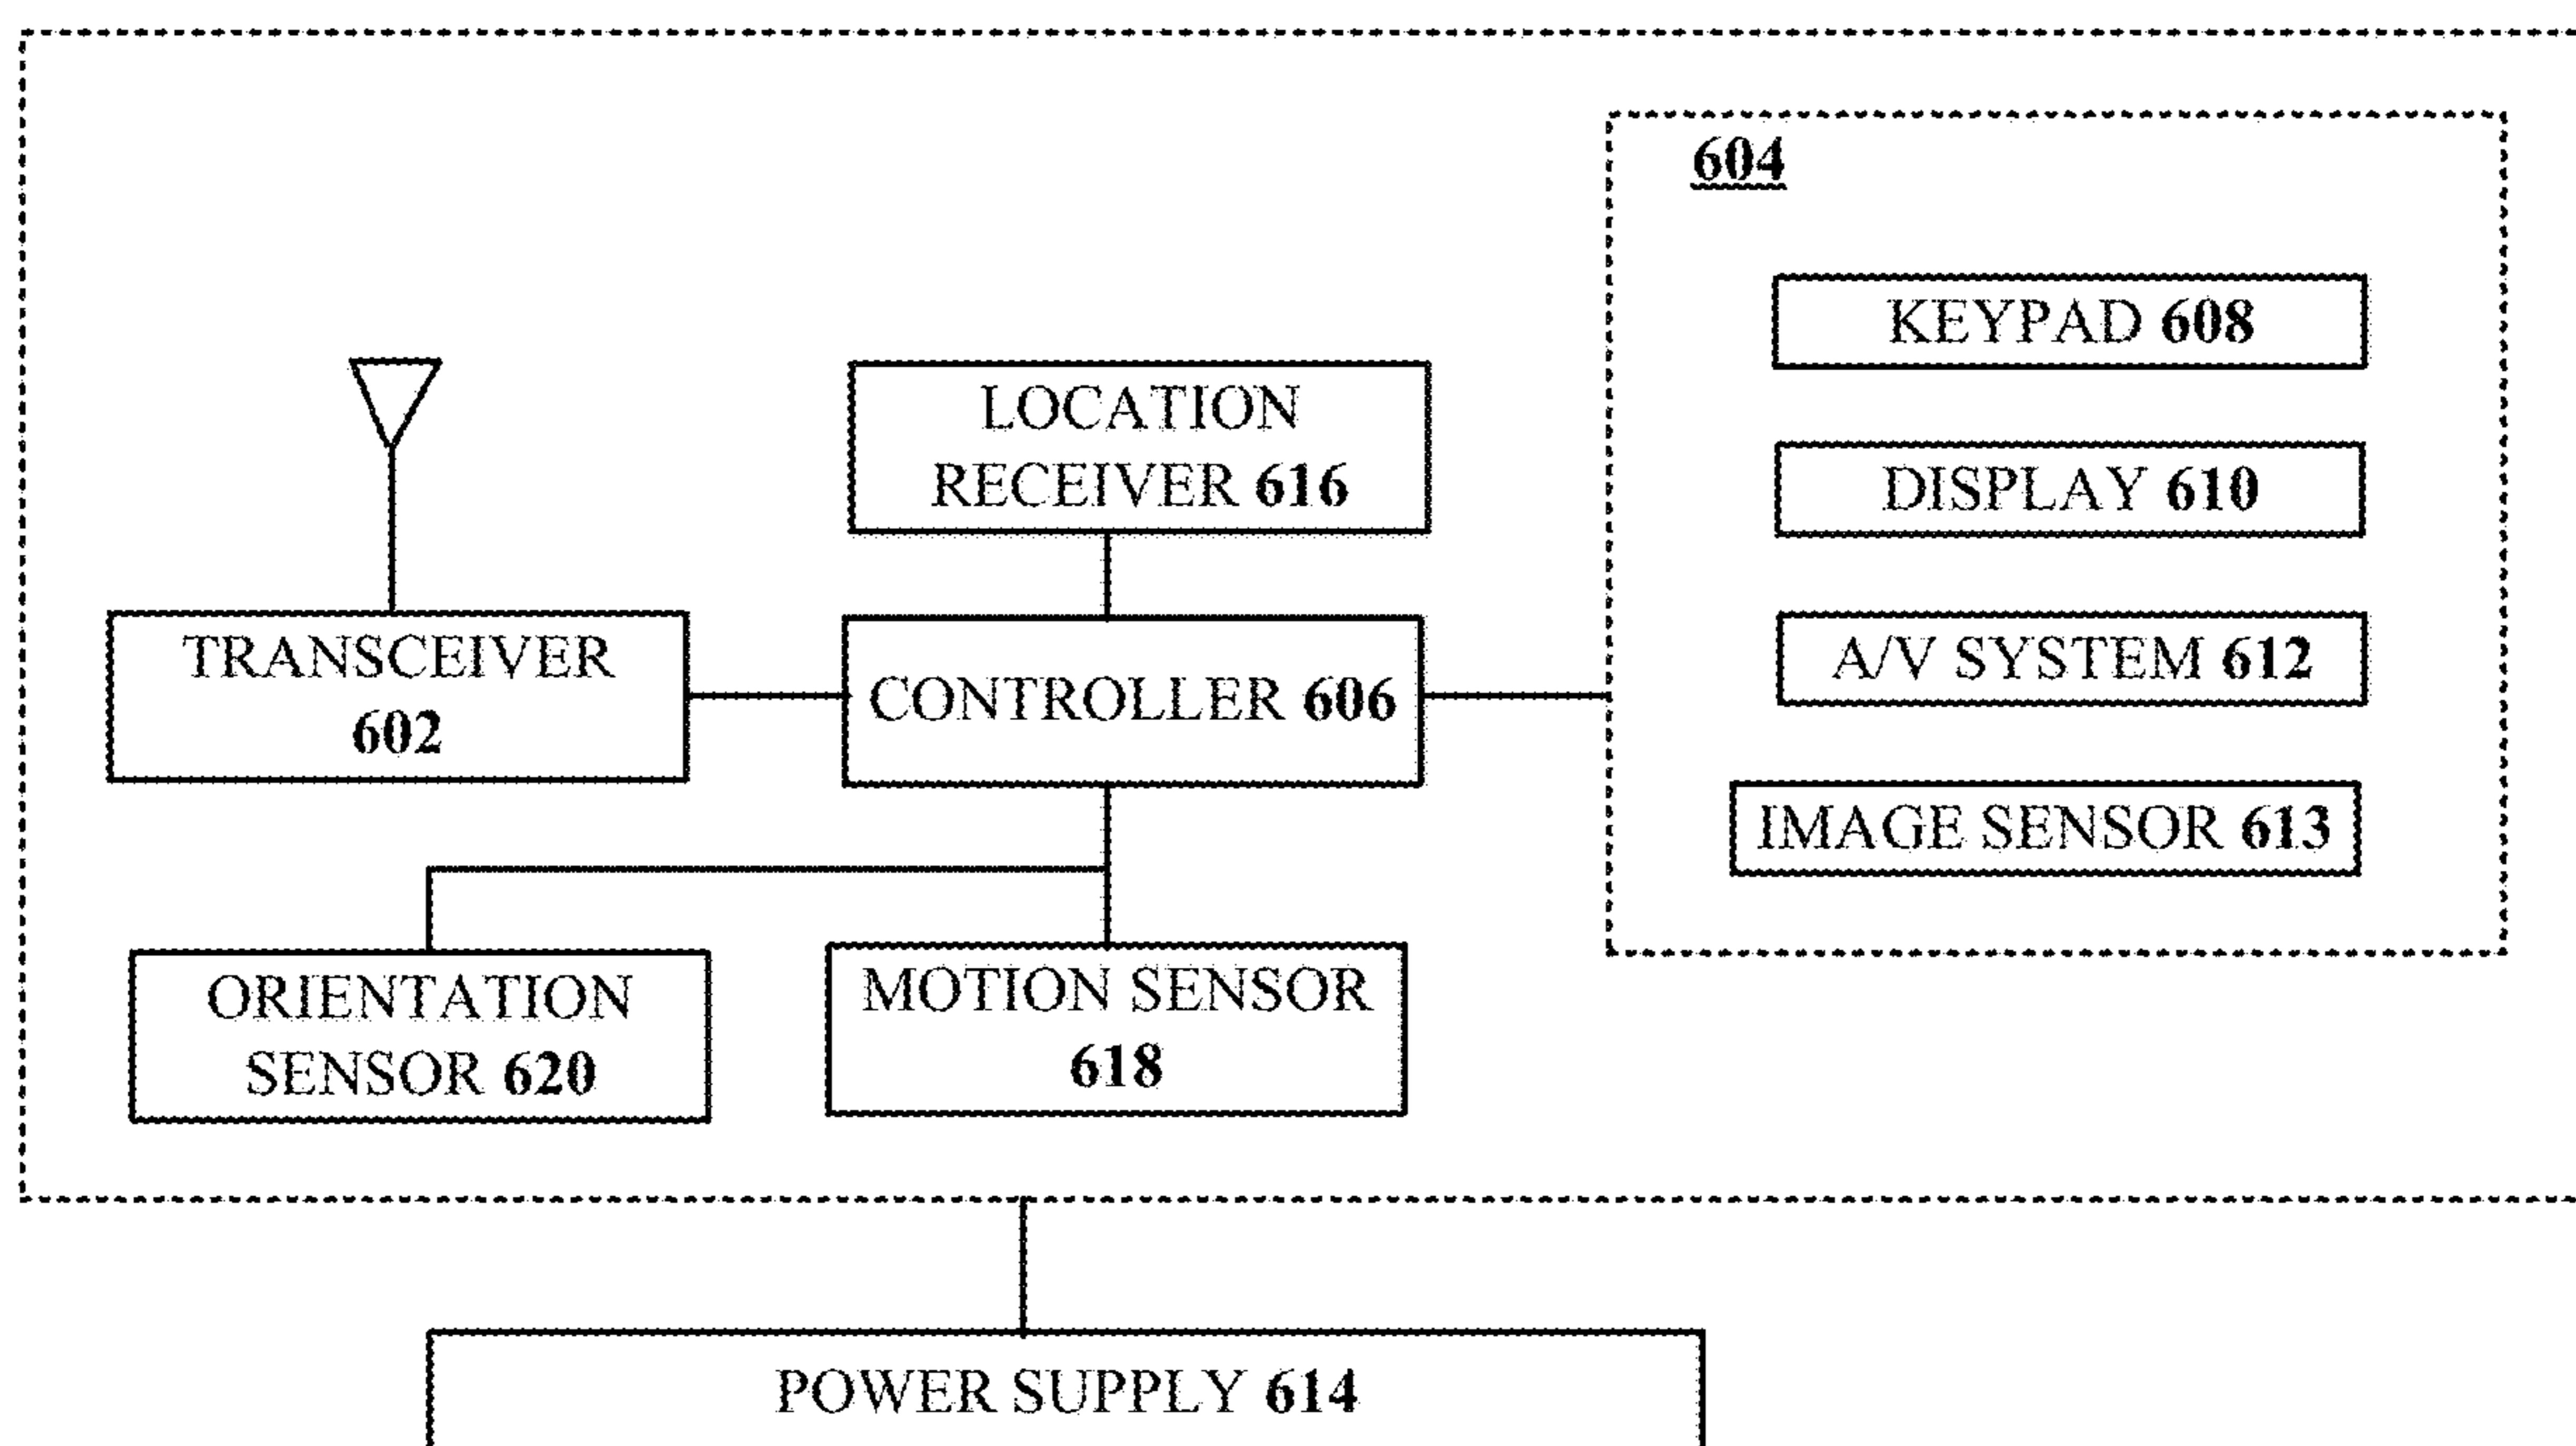 604
KEYPAD 608
DISPLAY 610
A/V SYSTEM 612
IMAGE SENSOR 613
LOCATION
RECEIVER 616
TRANSCEIVER
602
CONTROLLER 606
ORIENTATION
SENSOR 620
MOTION SENSOR
618
POWER SUPPLY 614